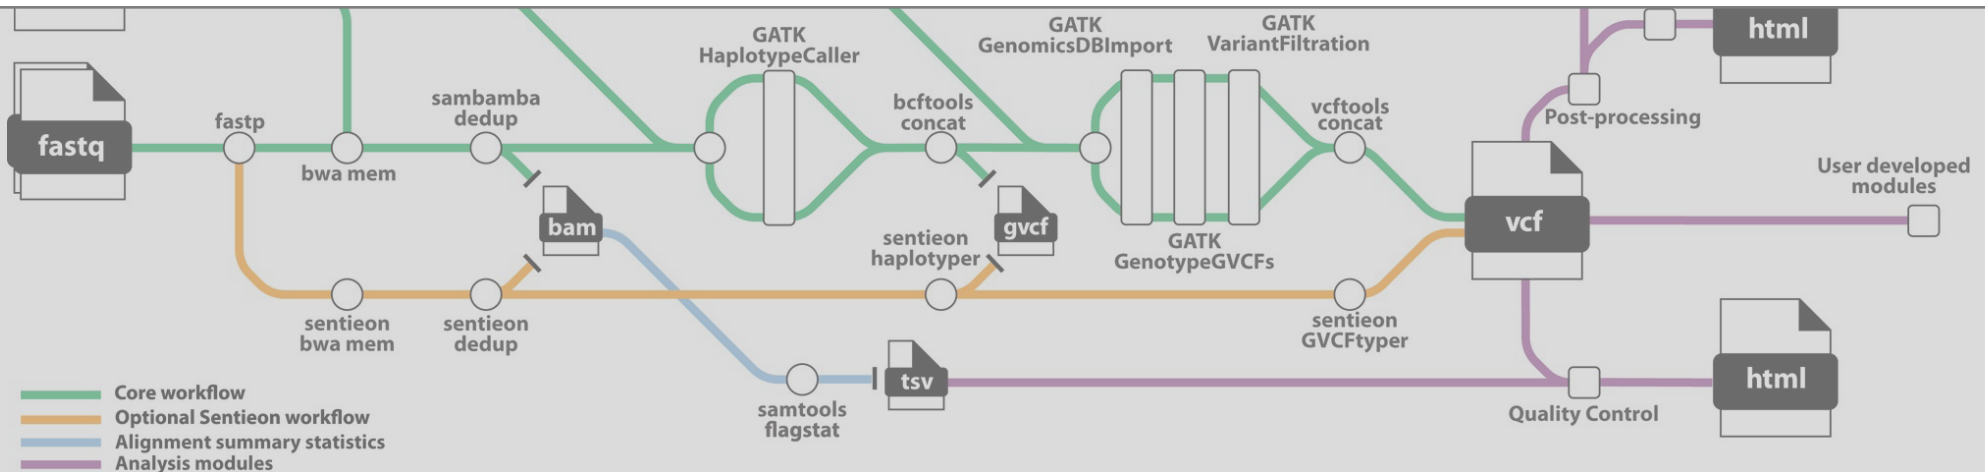 GATK
HaplotypeCaller
GATK
GenomicsDBImport
GATK
VariantFiltration
html
fastq
fastp
bwa mem
sambamba
dedup
bcftools
concat
vcftools
concat
Post-processing
User developed
modules
bam
gvcf
vcf
sentieon
haplotyper
GATK
GenotypeGVCFs
sentieon
bwa mem
sentieon
dedup
sentieon
GVCFtyper
tsv
html
samtools
flagstat
Quality Control
Core workflow
Optional Sentieon workflow
Alignment summary statistics
Analysis modules